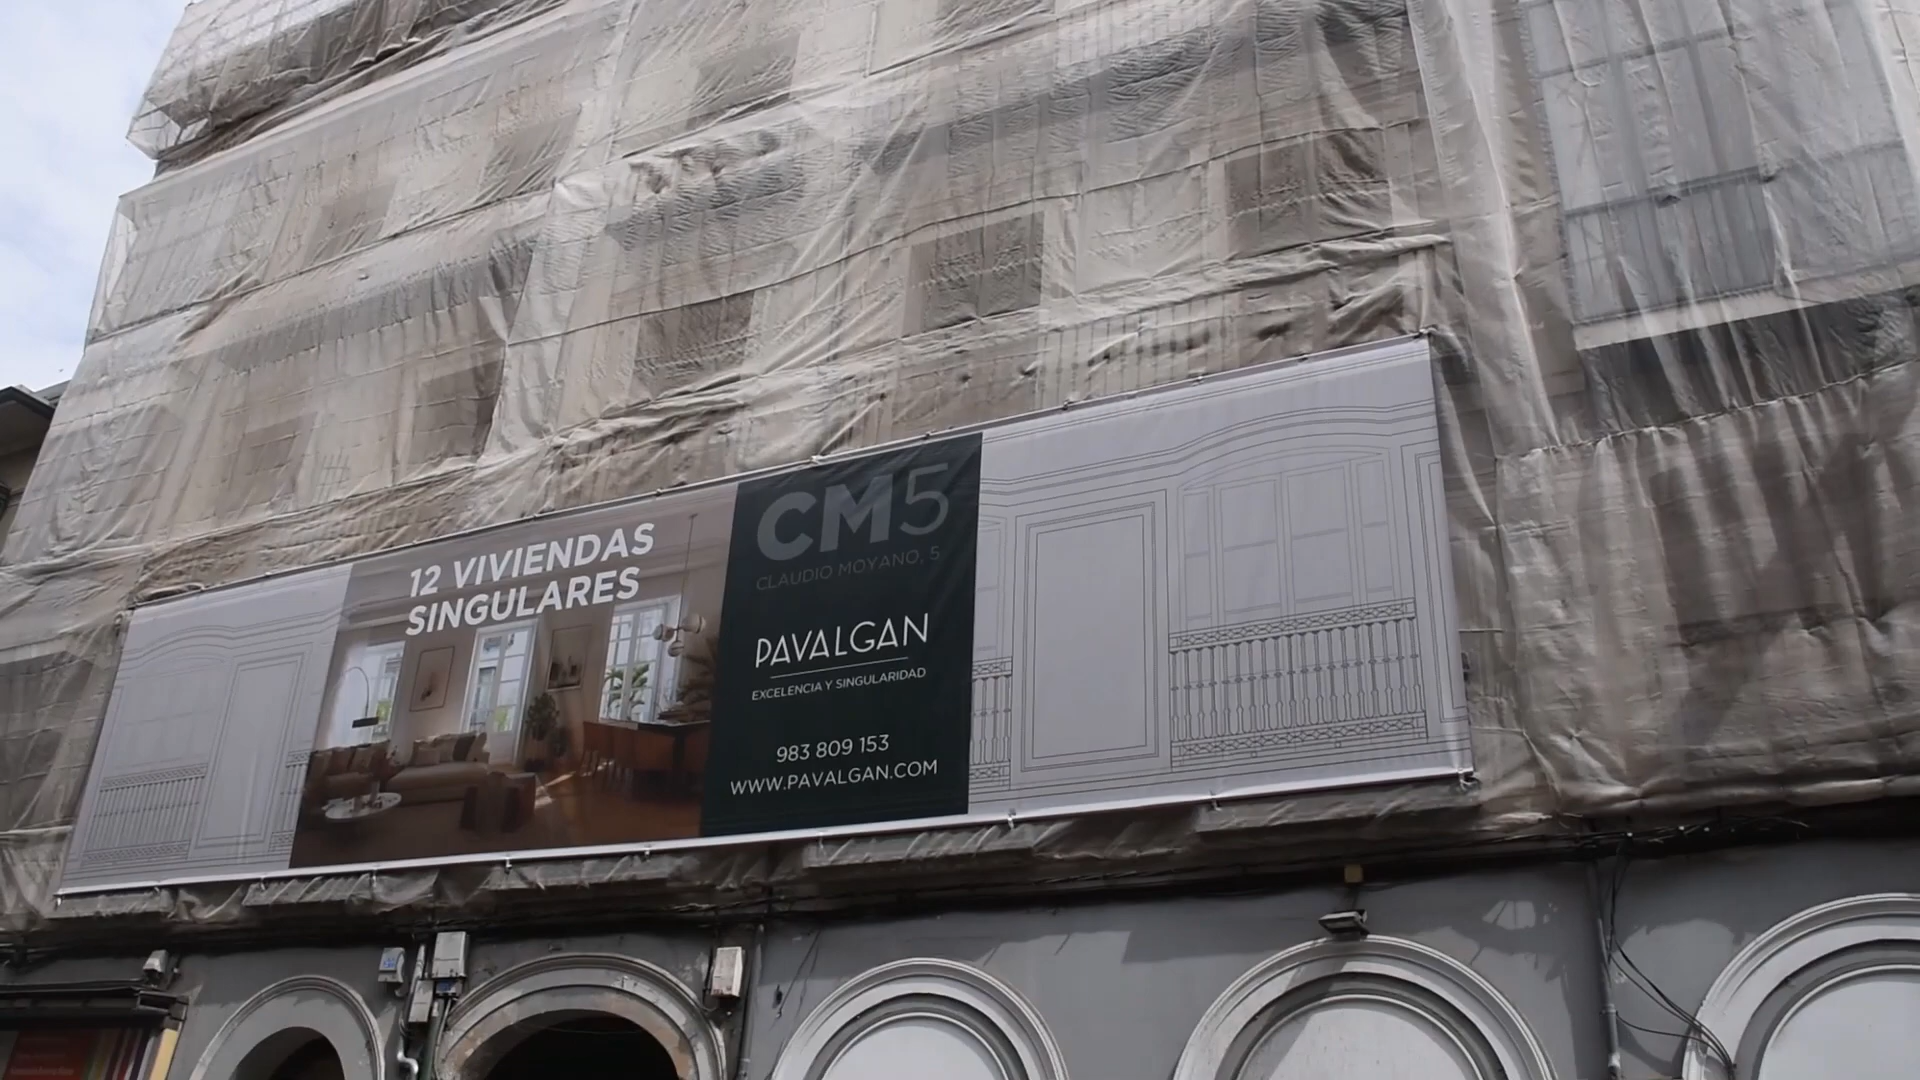 12 VIVIENDAS
SINGULARES
CM5
CLAUDIO MOYANO, 5
PAVALGAN
EXCELENCIA Y SINGULARIDAD
983 809 153
WWW.PAVALGAN.COM